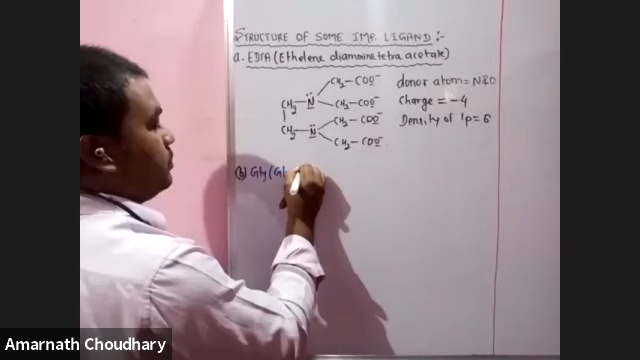 STRUCTURE OF SOME IMP. LIGAND :-
a. EDTA (Ethelene diammine tetra acetate)
CH₂ — COO⁻
CH₂ — N̈
CH₂ — COO⁻
CH₂ — COO⁻
CH₂ — N̈
CH₂ — COO⁻
donor atom = N & O
Charge = -4
Density of lp = 6
(b) Gly (Gl
Amarnath Choudhary